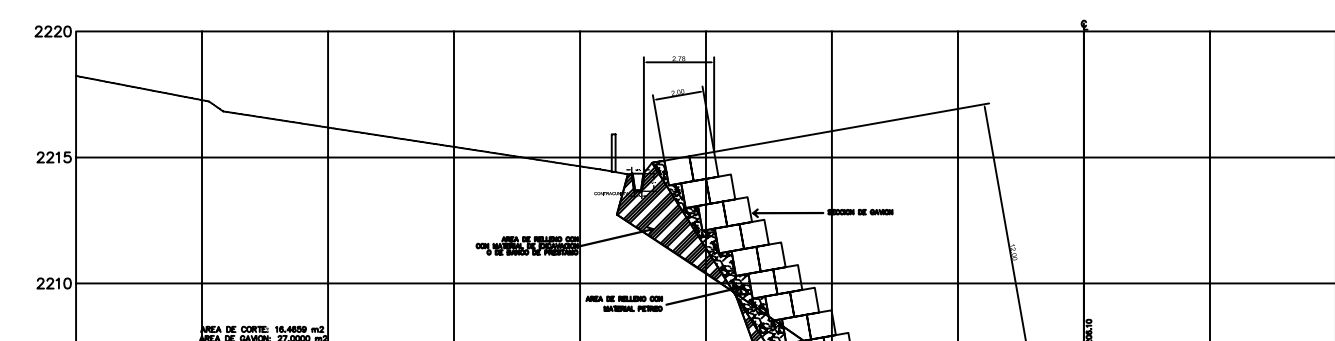 2220
℄
2.78
2.00
2215
CONTRACUNETA
SECCION DE GAVION
AREA DE RELLENO CON
CON MATERIAL DE EXCAVACION
O DE BANCO DE PRESTAMO
12.00
2210
AREA DE RELLENO CON
MATERIAL PETREO
AREA DE CORTE: 16.4659 m2
AREA DE GAVION: 27.0000 m2